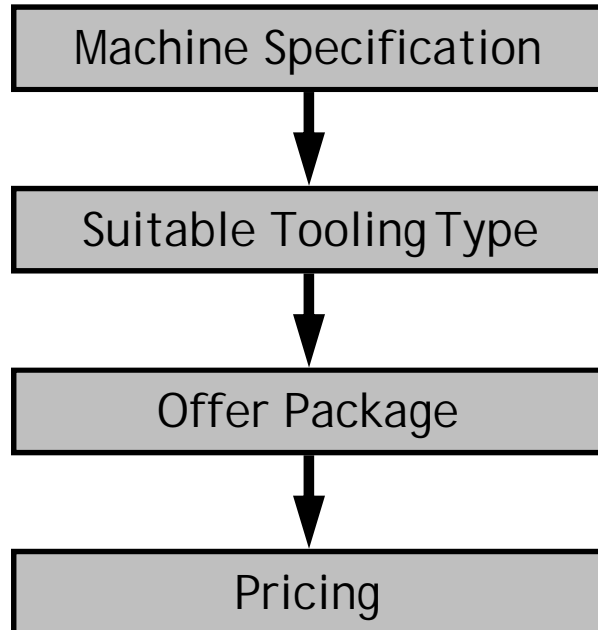 Machine Specification
Suitable Tooling Type
Offer Package
Pricing